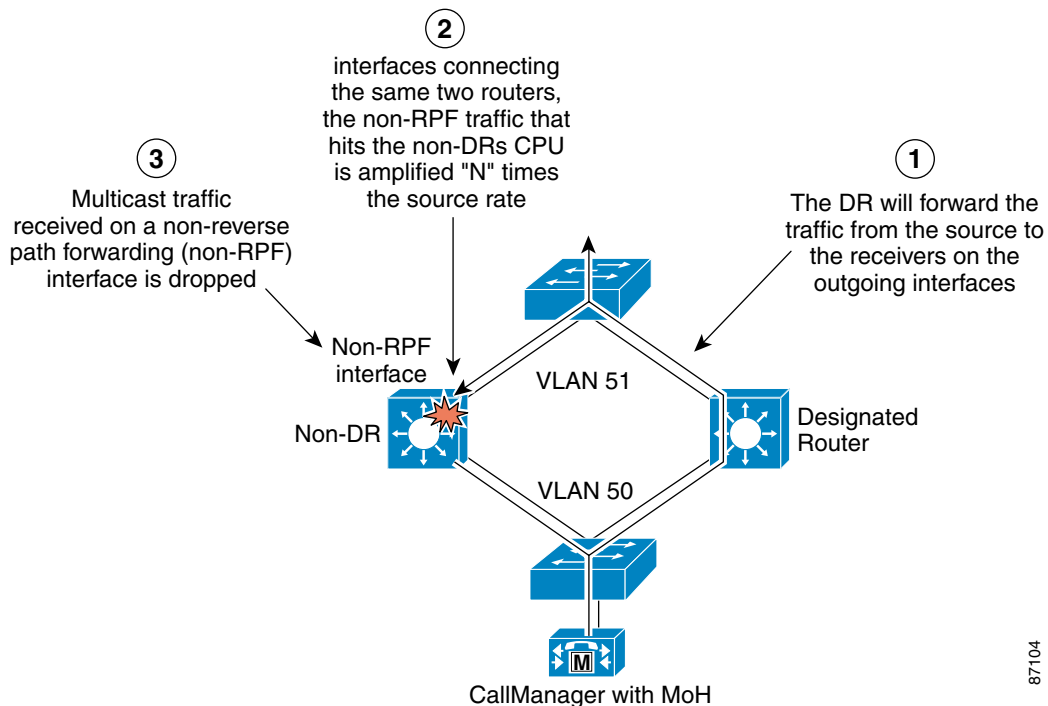 2
interfaces connecting
the same two routers,
the non-RPF traffic that
hits the non-DRs CPU
is amplified "N" times
the source rate
3
Multicast traffic
received on a non-reverse
path forwarding (non-RPF)
interface is dropped
1
The DR will forward the
traffic from the source to
the receivers on the
outgoing interfaces
Non-RPF
interface
VLAN 51
Non-DR
Designated
Router
VLAN 50
M
CallManager with MoH
87104